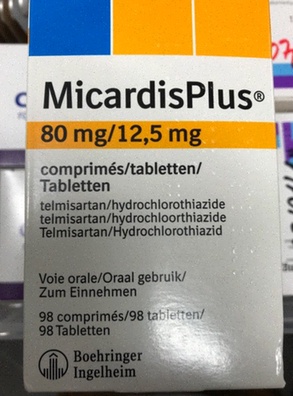 MicardisPlus®
80 mg/12,5 mg
comprimés/tabletten/
Tabletten
telmisartan/hydrochlorothiazide
telmisartan/hydrochloorthiazide
Telmisartan/Hydrochlorothiazid
Voie orale/Oraal gebruik/
Zum Einnehmen
98 comprimés/98 tabletten/
98 Tabletten
Boehringer
Ingelheim